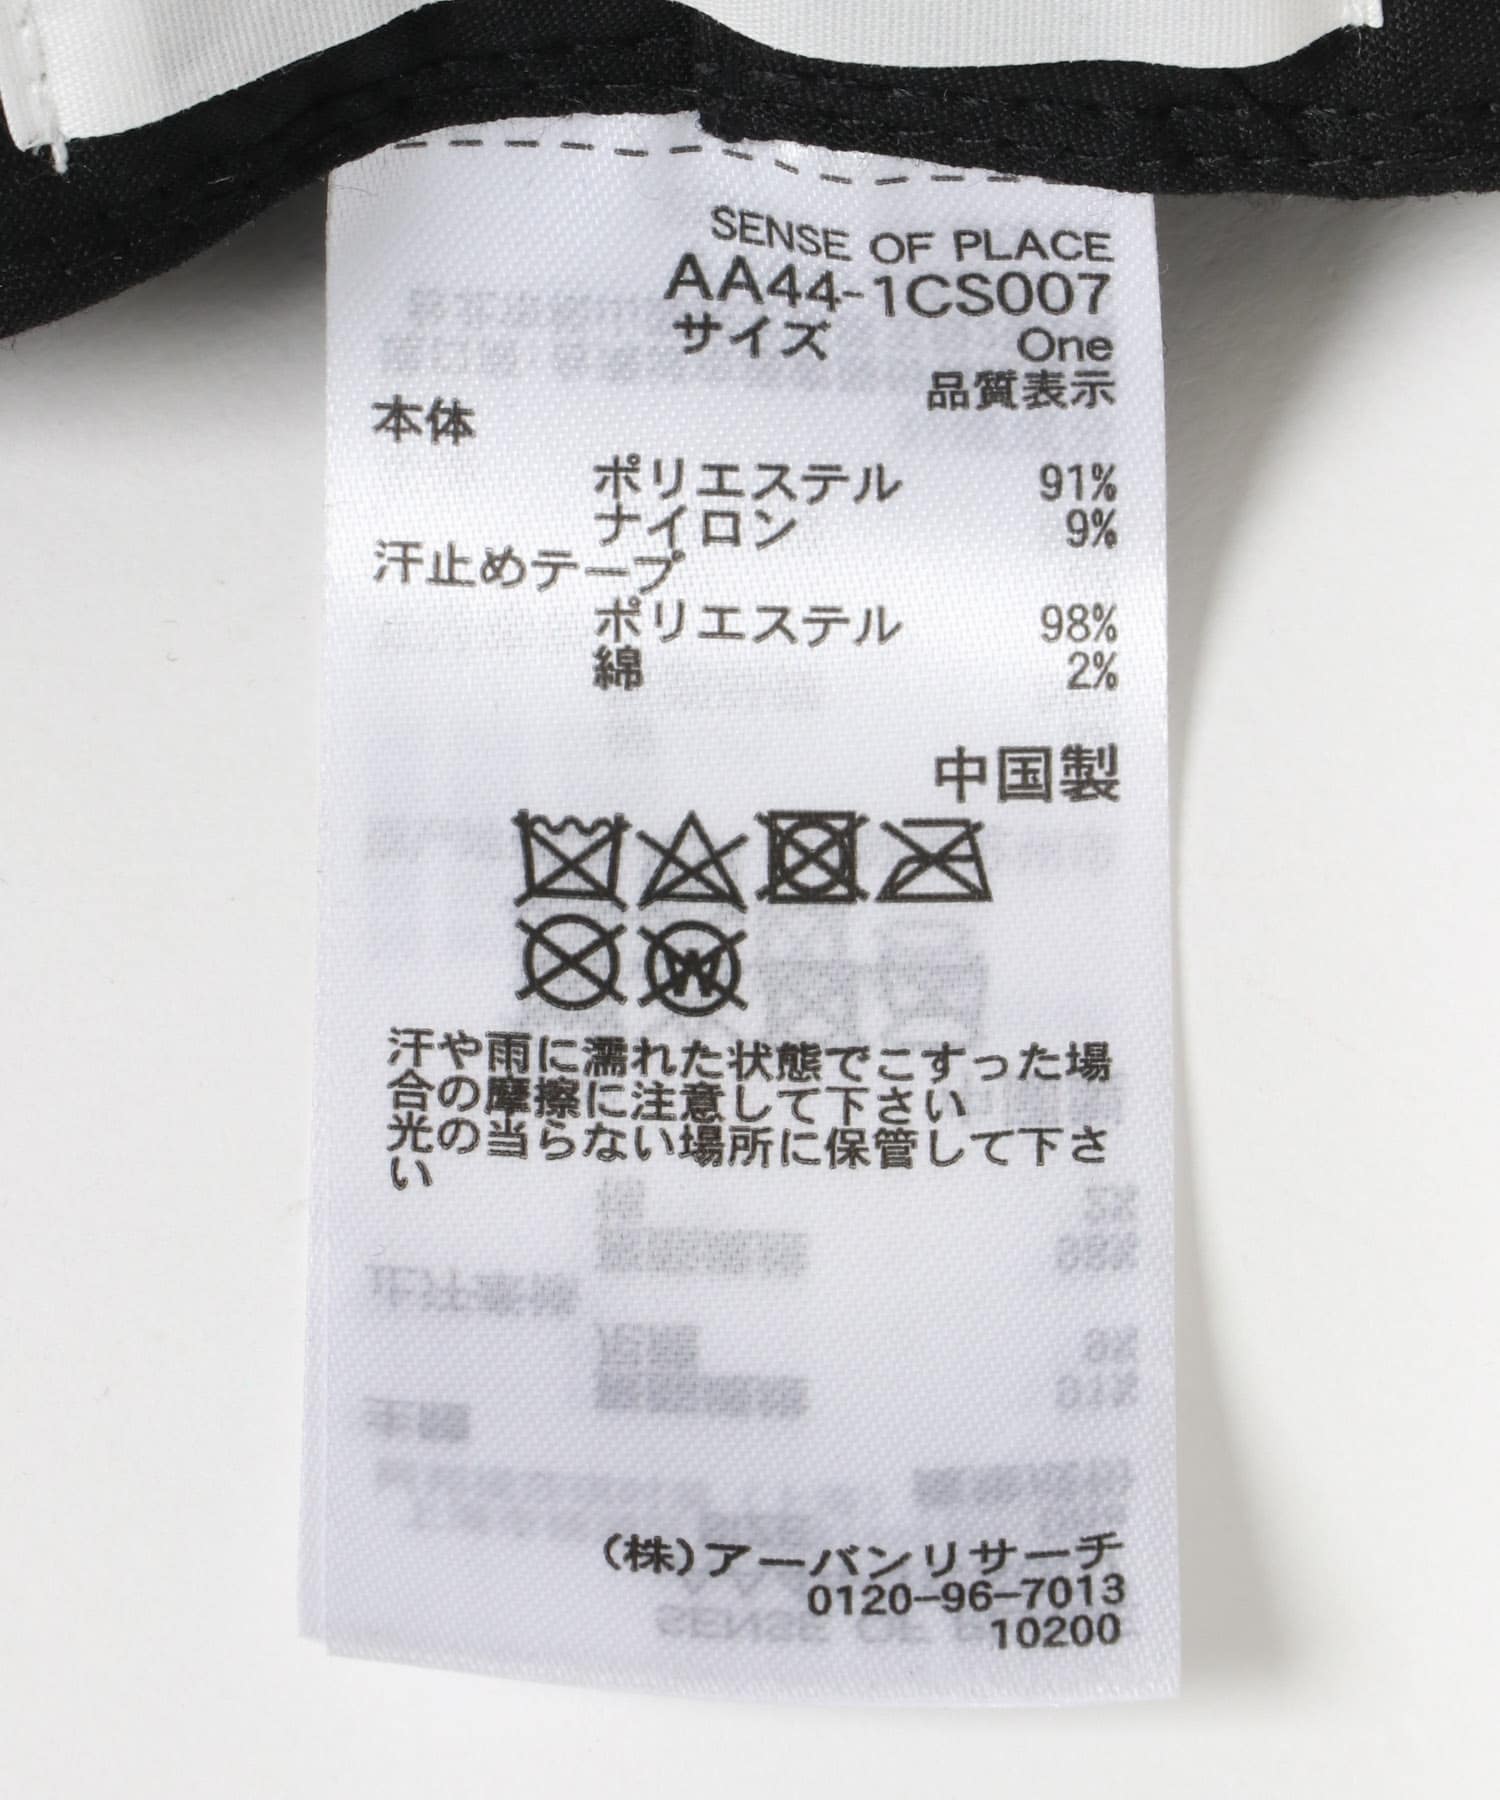 SENSE OF PLACE
AA44-1CS007
サイズ One
品質表示
本体
ポリエステル 91%
ナイロン 9%
汗止めテープ
ポリエステル 98%
綿 2%
中国製
W
汗や雨に濡れた状態でこすった場
合の摩擦に注意して下さい
光の当らない場所に保管して下さ
い
(株)アーバンリサーチ
0120-96-7013
10200